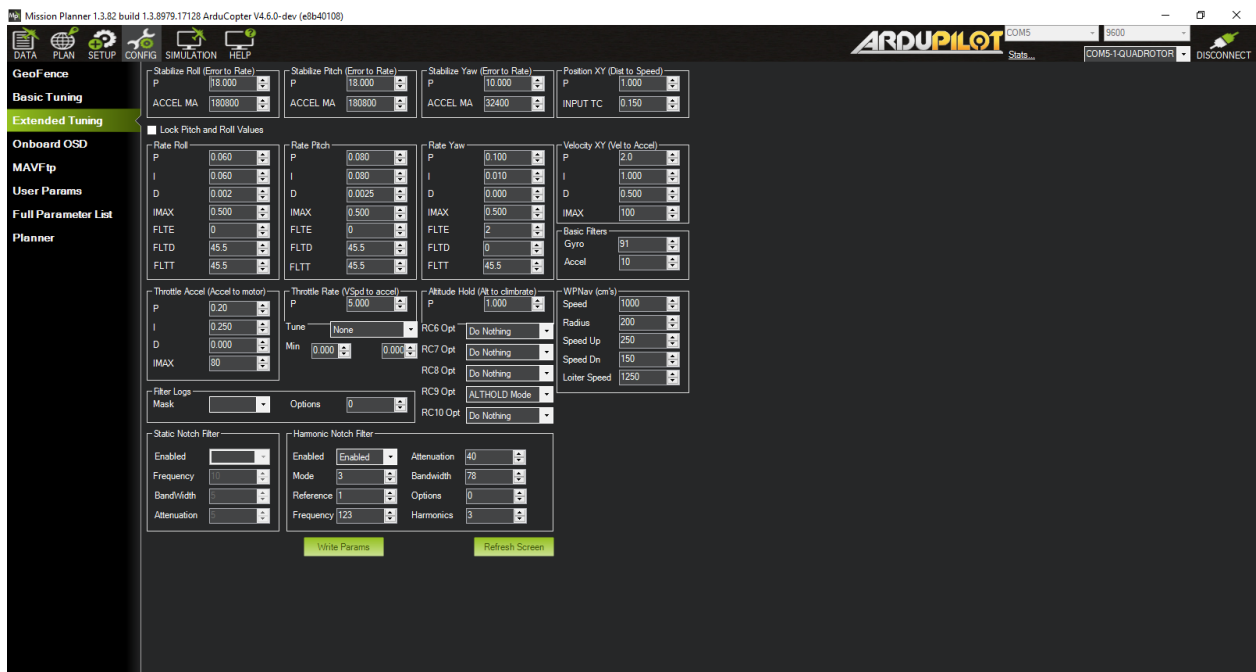 Mission Planner 1.3.82 build 1.3.8979.17128 ArduCopter V4.6.0-dev (e8b40108)
DATA PLAN SETUP CONFIG SIMULATION HELP
ARDUPILOT
COM5 9600
Stats... COM5-1-QUADROTOR DISCONNECT
GeoFence
Basic Tuning
Extended Tuning
Onboard OSD
MAVFtp
User Params
Full Parameter List
Planner
Stabilize Roll (Error to Rate)
P 18.000
ACCEL MA 180800
Stabilize Pitch (Error to Rate)
P 18.000
ACCEL MA 180800
Stabilize Yaw (Error to Rate)
P 10.000
ACCEL MA 32400
Position XY (Dist to Speed)
P 1.000
INPUT TC 0.150
Lock Pitch and Roll Values
Rate Roll
P 0.060
I 0.060
D 0.002
IMAX 0.500
FLTE 0
FLTD 45.5
FLTT 45.5
Rate Pitch
P 0.080
I 0.080
D 0.0025
IMAX 0.500
FLTE 0
FLTD 45.5
FLTT 45.5
Rate Yaw
P 0.100
I 0.010
D 0.000
IMAX 0.500
FLTE 2
FLTD 0
FLTT 45.5
Velocity XY (Vel to Accel)
P 2.0
I 1.000
D 0.500
IMAX 100
Basic Filters
Gyro 91
Accel 10
Throttle Accel (Accel to motor)
P 0.20
I 0.250
D 0.000
IMAX 80
Throttle Rate (VSpd to accel)
P 5.000
Tune None
Min 0.000 0.000
Altitude Hold (Alt to climbrate)
P 1.000
RC6 Opt Do Nothing
RC7 Opt Do Nothing
RC8 Opt Do Nothing
RC9 Opt ALTHOLD Mode
RC10 Opt Do Nothing
WPNav (cm's)
Speed 1000
Radius 200
Speed Up 250
Speed Dn 150
Loiter Speed 1250
Filter Logs
Mask Options 0
Static Notch Filter
Enabled
Frequency 10
BandWidth 5
Attenuation 5
Harmonic Notch Filter
Enabled Enabled Attenuation 40
Mode 3 Bandwidth 78
Reference 1 Options 0
Frequency 123 Harmonics 3
Write Params Refresh Screen